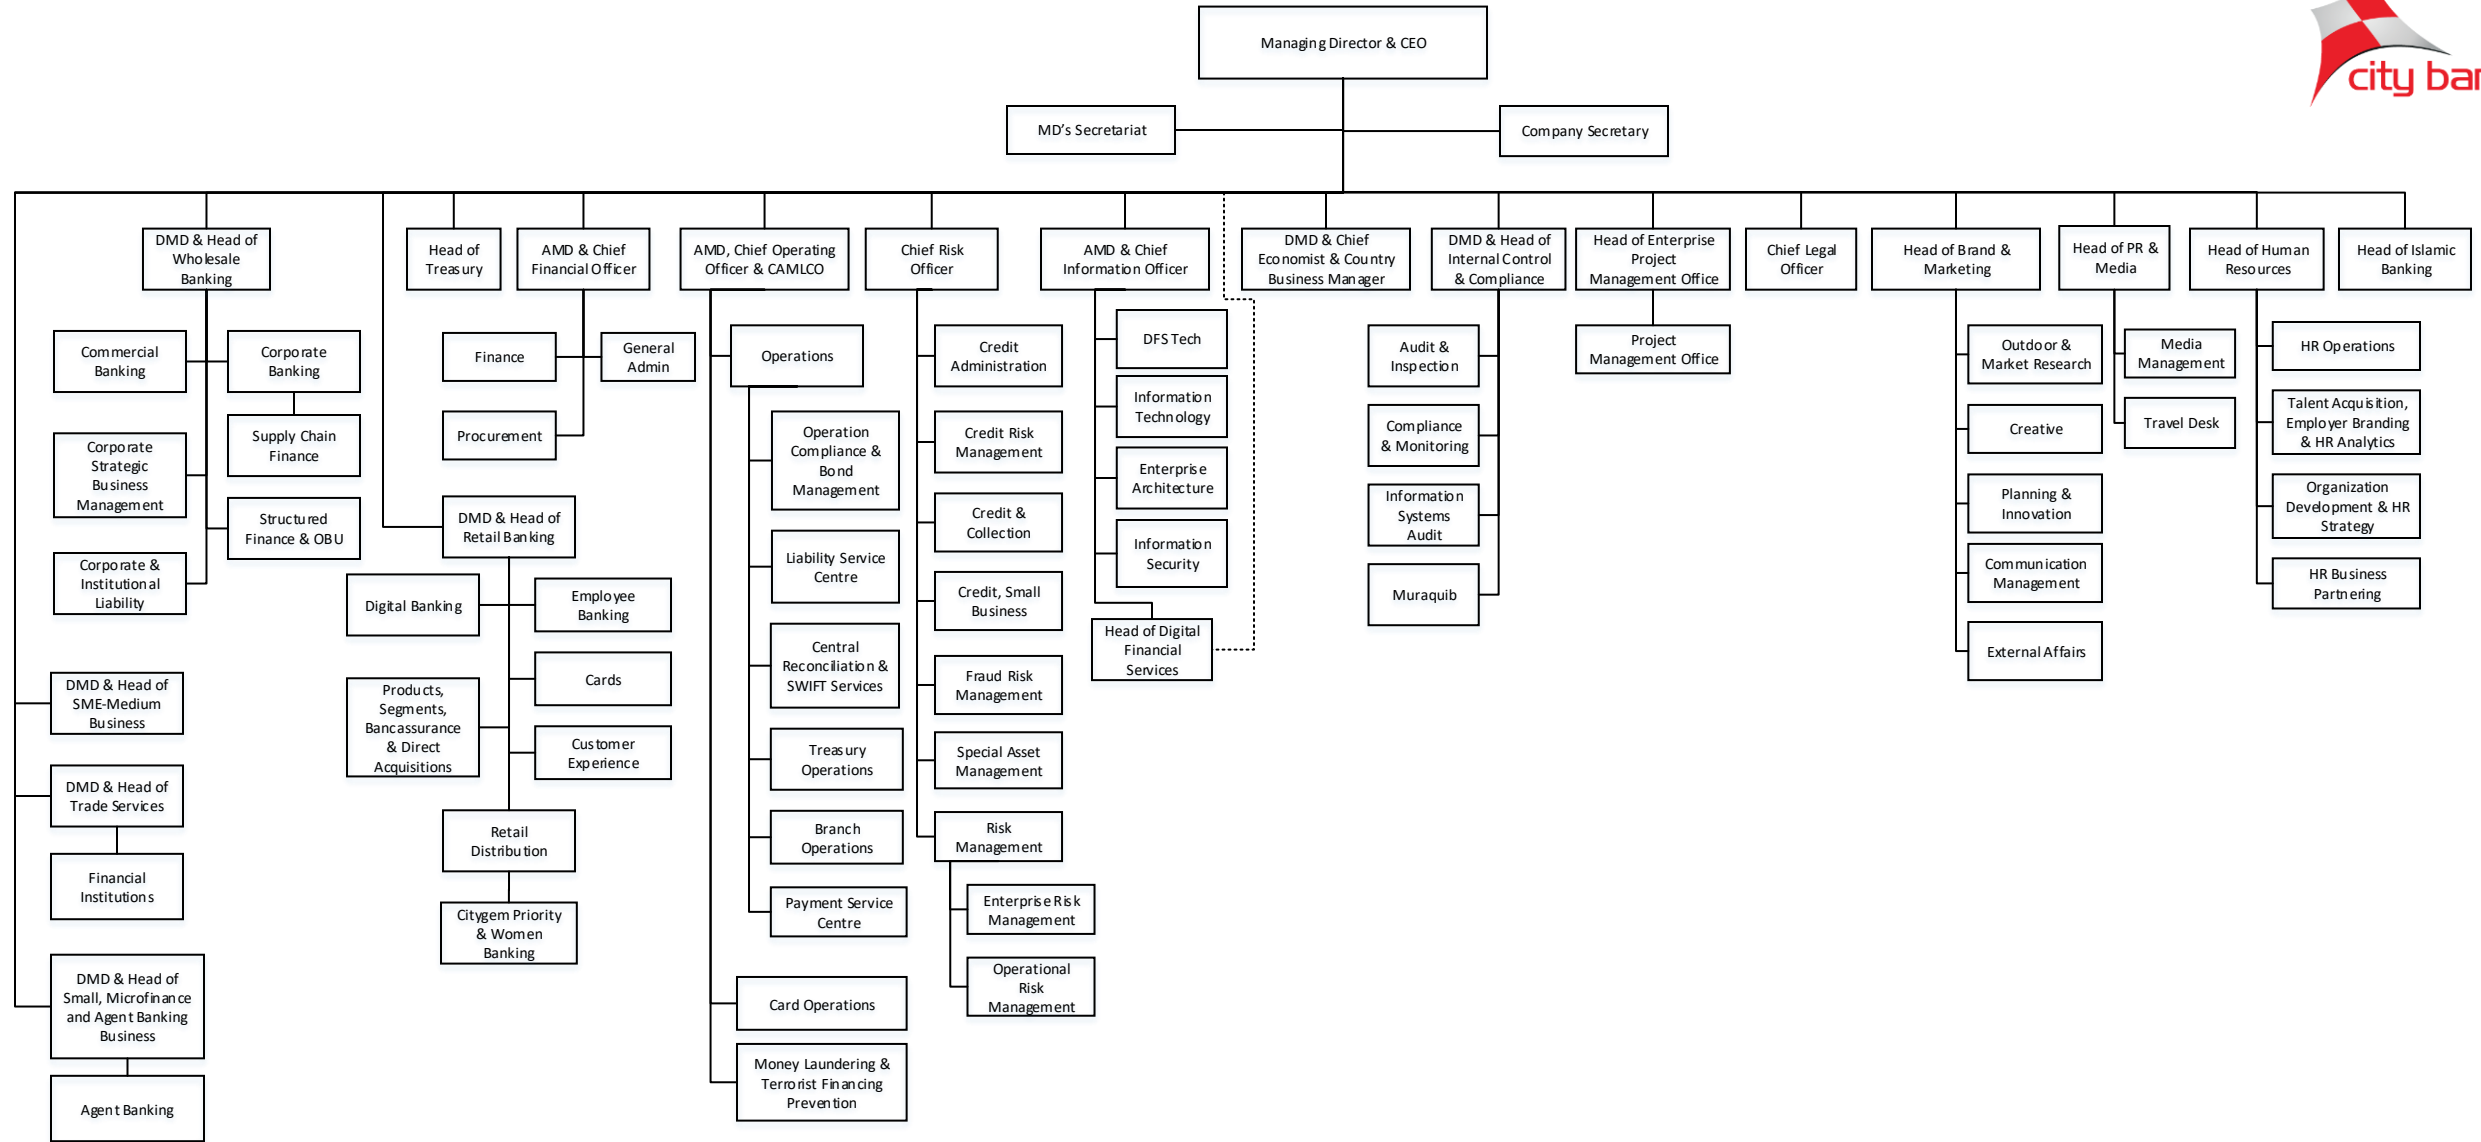 Managing Director & CEO
city ban
MD's Secretariat
Company Secretary
DMD & Head of
Wholesale
Banking
Head of
Treasury
AMD & Chief
Financial Officer
AMD, Chief Operating
Officer & CAMLCO
Chief Risk
Officer
AMD & Chief
Information Officer
DMD & Chief
Economist & Country
Business Manager
DMD & Head of
Internal Control
& Compliance
Head of Enterprise
Project
Management Office
Chief Legal
Officer
Head of Brand &
Marketing
Head of PR &
Media
Head of Human
Resources
Head of Islamic
Banking
Commercial
Banking
Corporate
Banking
Corporate
Strategic
Business
Management
Supply Chain
Finance
Structured
Finance & OBU
Corporate &
Institutional
Liability
DMD & Head of
SME-Medium
Business
DMD & Head of
Trade Services
Financial
Institutions
DMD & Head of
Small, Microfinance
and Agent Banking
Business
Agent Banking
Finance
General
Admin
Procurement
DMD & Head of
Retail Banking
Digital Banking
Employee
Banking
Cards
Products,
Segments,
Bancassurance
& Direct
Acquisitions
Customer
Experience
Retail
Distribution
Citygem Priority
& Women
Banking
Operations
Operation
Compliance &
Bond
Management
Liability Service
Centre
Central
Reconciliation &
SWIFT Services
Treasury
Operations
Branch
Operations
Payment Service
Centre
Card Operations
Money Laundering &
Terrorist Financing
Prevention
Credit
Administration
Credit Risk
Management
Credit &
Collection
Credit, Small
Business
Fraud Risk
Management
Special Asset
Management
Risk
Management
Enterprise Risk
Management
Operational
Risk
Management
DFS Tech
Information
Technology
Enterprise
Architecture
Information
Security
Head of Digital
Financial
Services
Audit &
Inspection
Compliance
& Monitoring
Information
Systems
Audit
Muraquib
Project
Management Office
Outdoor &
Market Research
Creative
Planning &
Innovation
Communication
Management
External Affairs
Media
Management
Travel Desk
HR Operations
Talent Acquisition,
Employer Branding
& HR Analytics
Organization
Development & HR
Strategy
HR Business
Partnering